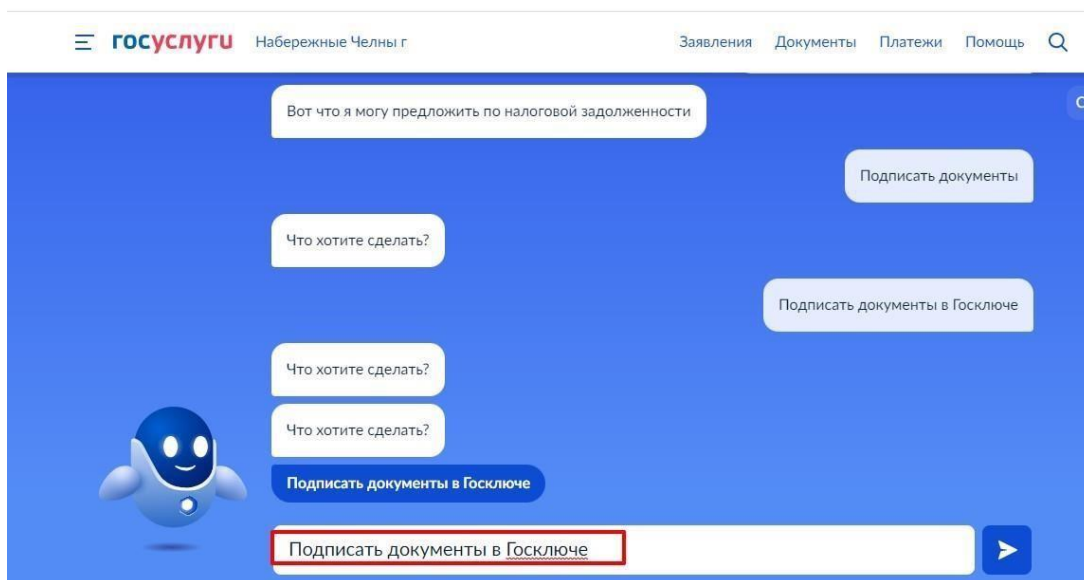 госуслуги Набережные Челны г Заявления Документы Платежи Помощь
Вот что я могу предложить по налоговой задолженности
Подписать документы
Что хотите сделать?
Подписать документы в Госключе
Что хотите сделать?
Что хотите сделать?
Подписать документы в Госключе
Подписать документы в Госключе